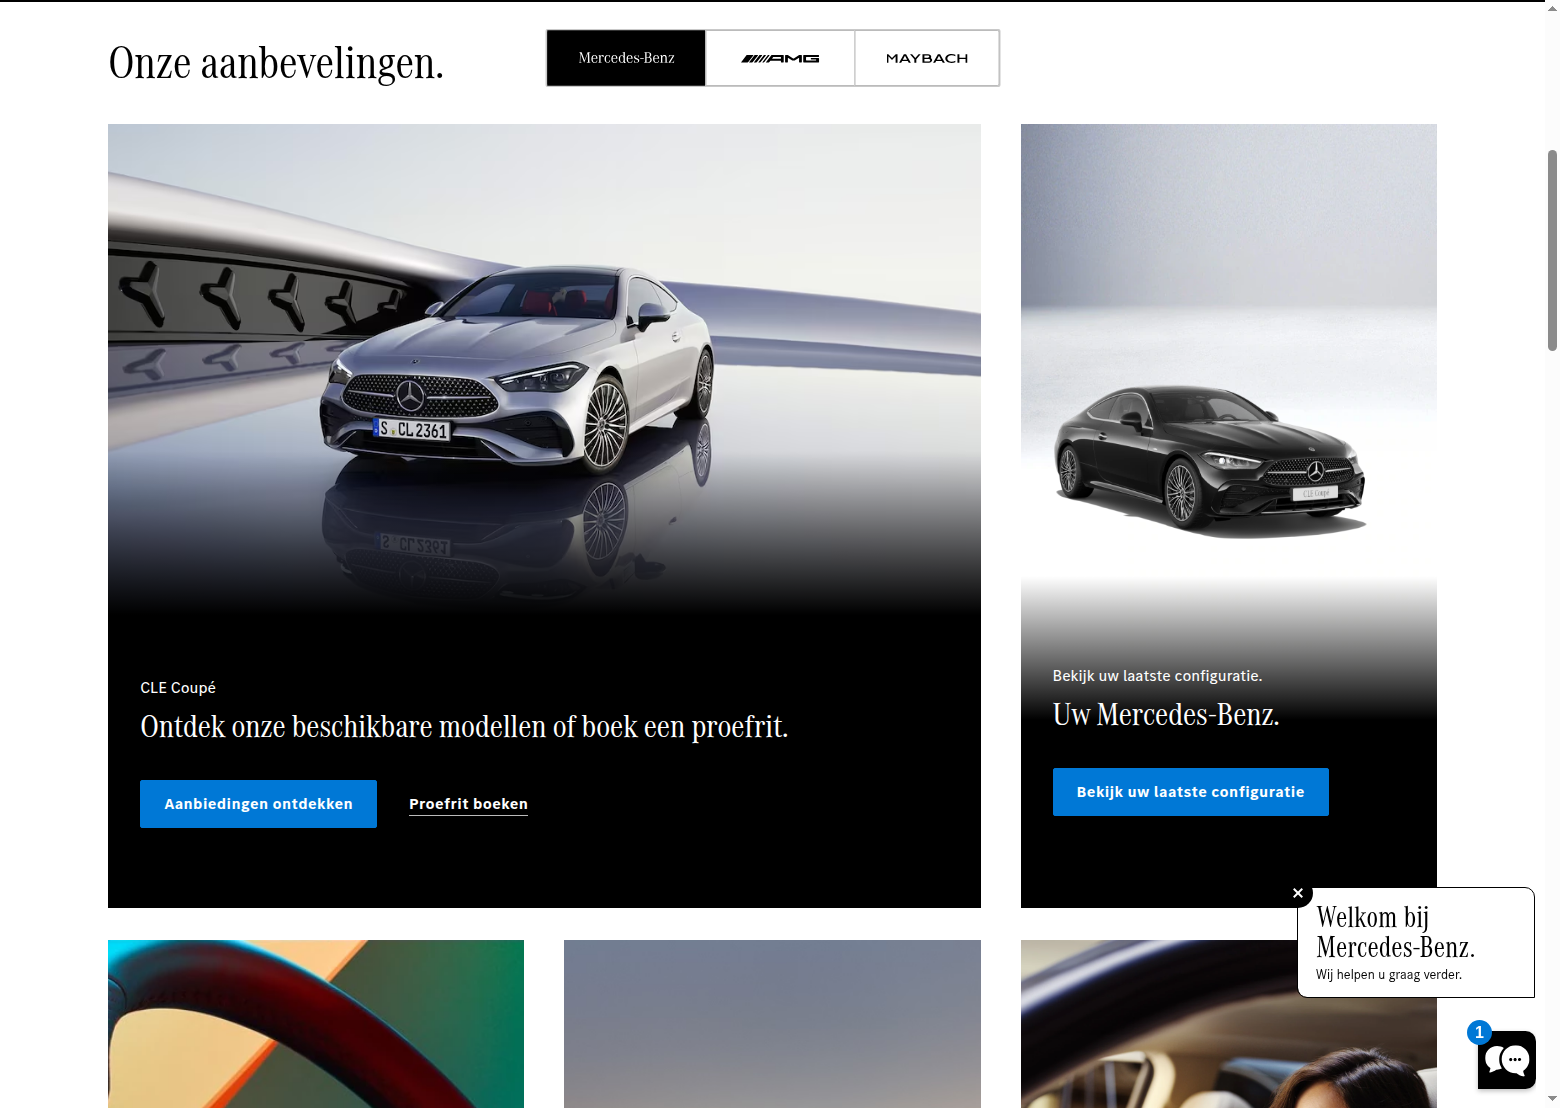 Onze aanbevelingen.
Mercedes-Benz
AMG
MAYBACH
S CL 2361
CLE Coupé
CLE Coupé
Ontdek onze beschikbare modellen of boek een proefrit.
Aanbiedingen ontdekken
Proefrit boeken
Bekijk uw laatste configuratie.
Uw Mercedes-Benz.
Bekijk uw laatste configuratie
Welkom bij
Mercedes-Benz.
Wij helpen u graag verder.
1